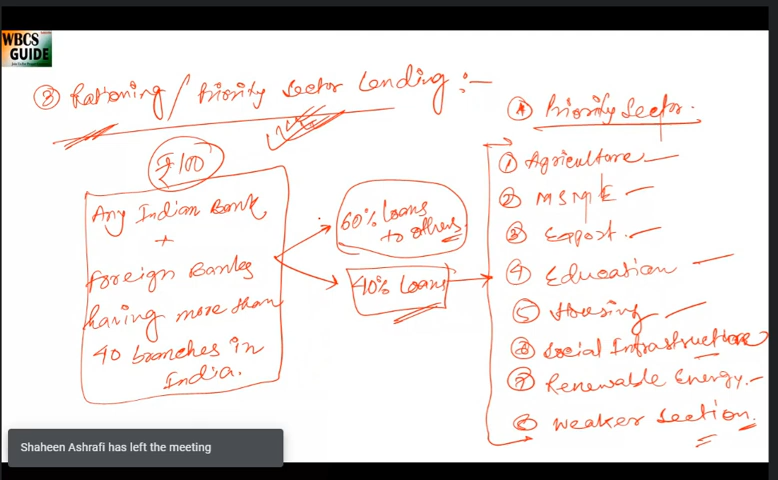 WBCS
GUIDE
③ Rationing / Priority Sector Lending :-
₹100
Any Indian Bank
+
Foreign Banks
having more than
40 branches in
India.
60% loans
to others
40% loans
Priority Sector.
① Agriculture
② MSME
③ Export
④ Education
⑤ Housing
⑥ Social Infrastructure
⑦ Renewable Energy.
⑧ Weaker Section.
Shaheen Ashrafi has left the meeting